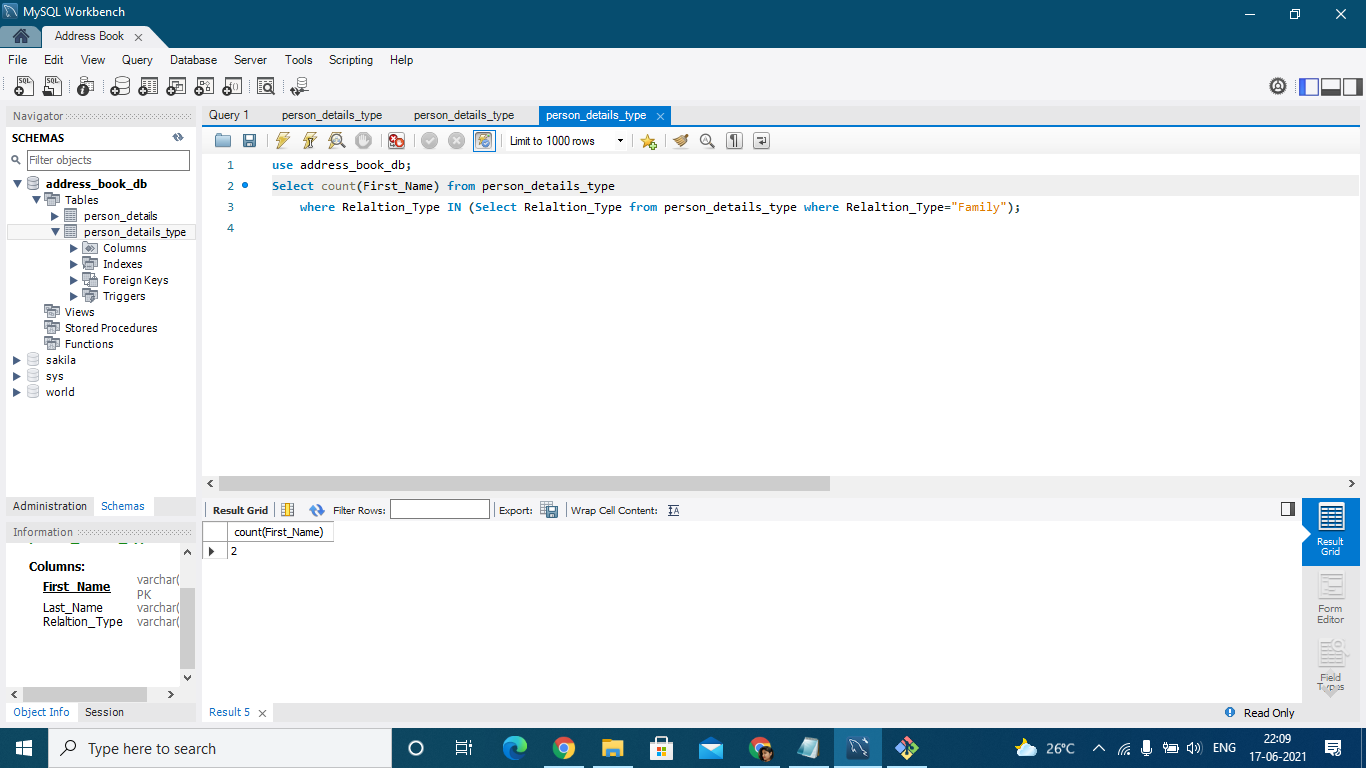 MySQL Workbench
Address Book
File Edit View Query Database Server Tools Scripting Help
Navigator
SCHEMAS
Filter objects
address_book_db
Tables
person_details
person_details_type
Columns
Indexes
Foreign Keys
Triggers
Views
Stored Procedures
Functions
sakila
sys
world
Administration Schemas
Information
Columns:
First_Name varchar(
PK
Last_Name varchar(
Relaltion_Type varchar(
Object Info Session
Query 1 person_details_type person_details_type person_details_type
Limit to 1000 rows
1 use address_book_db;
2 Select count(First_Name) from person_details_type
3 where Relaltion_Type IN (Select Relaltion_Type from person_details_type where Relaltion_Type="Family");
4
Result Grid Filter Rows: Export: Wrap Cell Content:
count(First_Name)
2
Result
Grid
Form
Editor
Field
Types
Result 5
Read Only
Type here to search
26°C ENG 22:09
17-06-2021